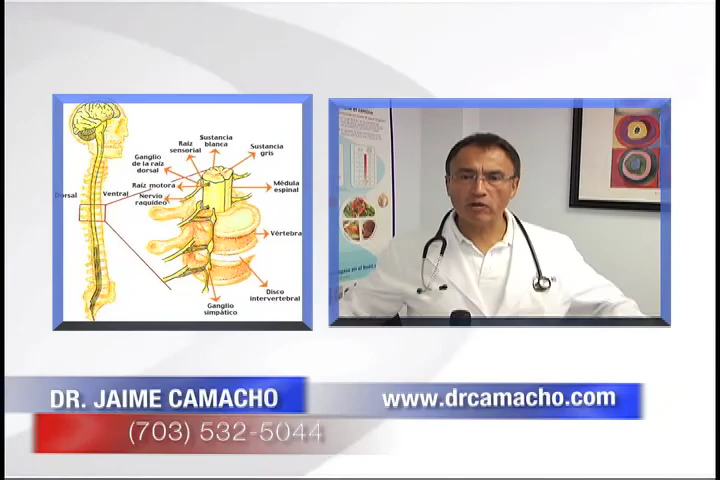 Sustancia
blanca
Raíz
sensorial
Sustancia
gris
Ganglio
de la raíz
dorsal
Raíz motora
Médula
espinal
Dorsal
Ventral
Nervio
raquídeo
Vértebra
Disco
intervertebral
Ganglio
simpático
DR. JAIME CAMACHO
www.drcamacho.com
(703) 532-5044